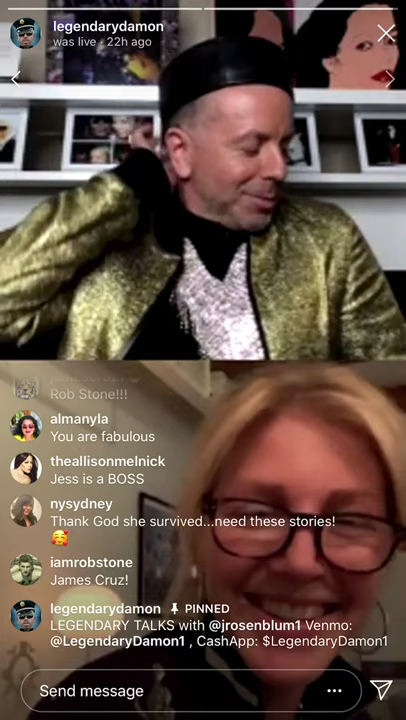 legendarydamon
was live · 22h ago
Rob Stone!!!
almanyla
You are fabulous
theallisonmelnick
Jess is a BOSS
nysydney
Thank God she survived...need these stories!
🥰
iamrobstone
James Cruz!
legendarydamon PINNED
LEGENDARY TALKS with @jrosenblum1 Venmo:
@LegendaryDamon1 , CashApp: $LegendaryDamon1
Send message